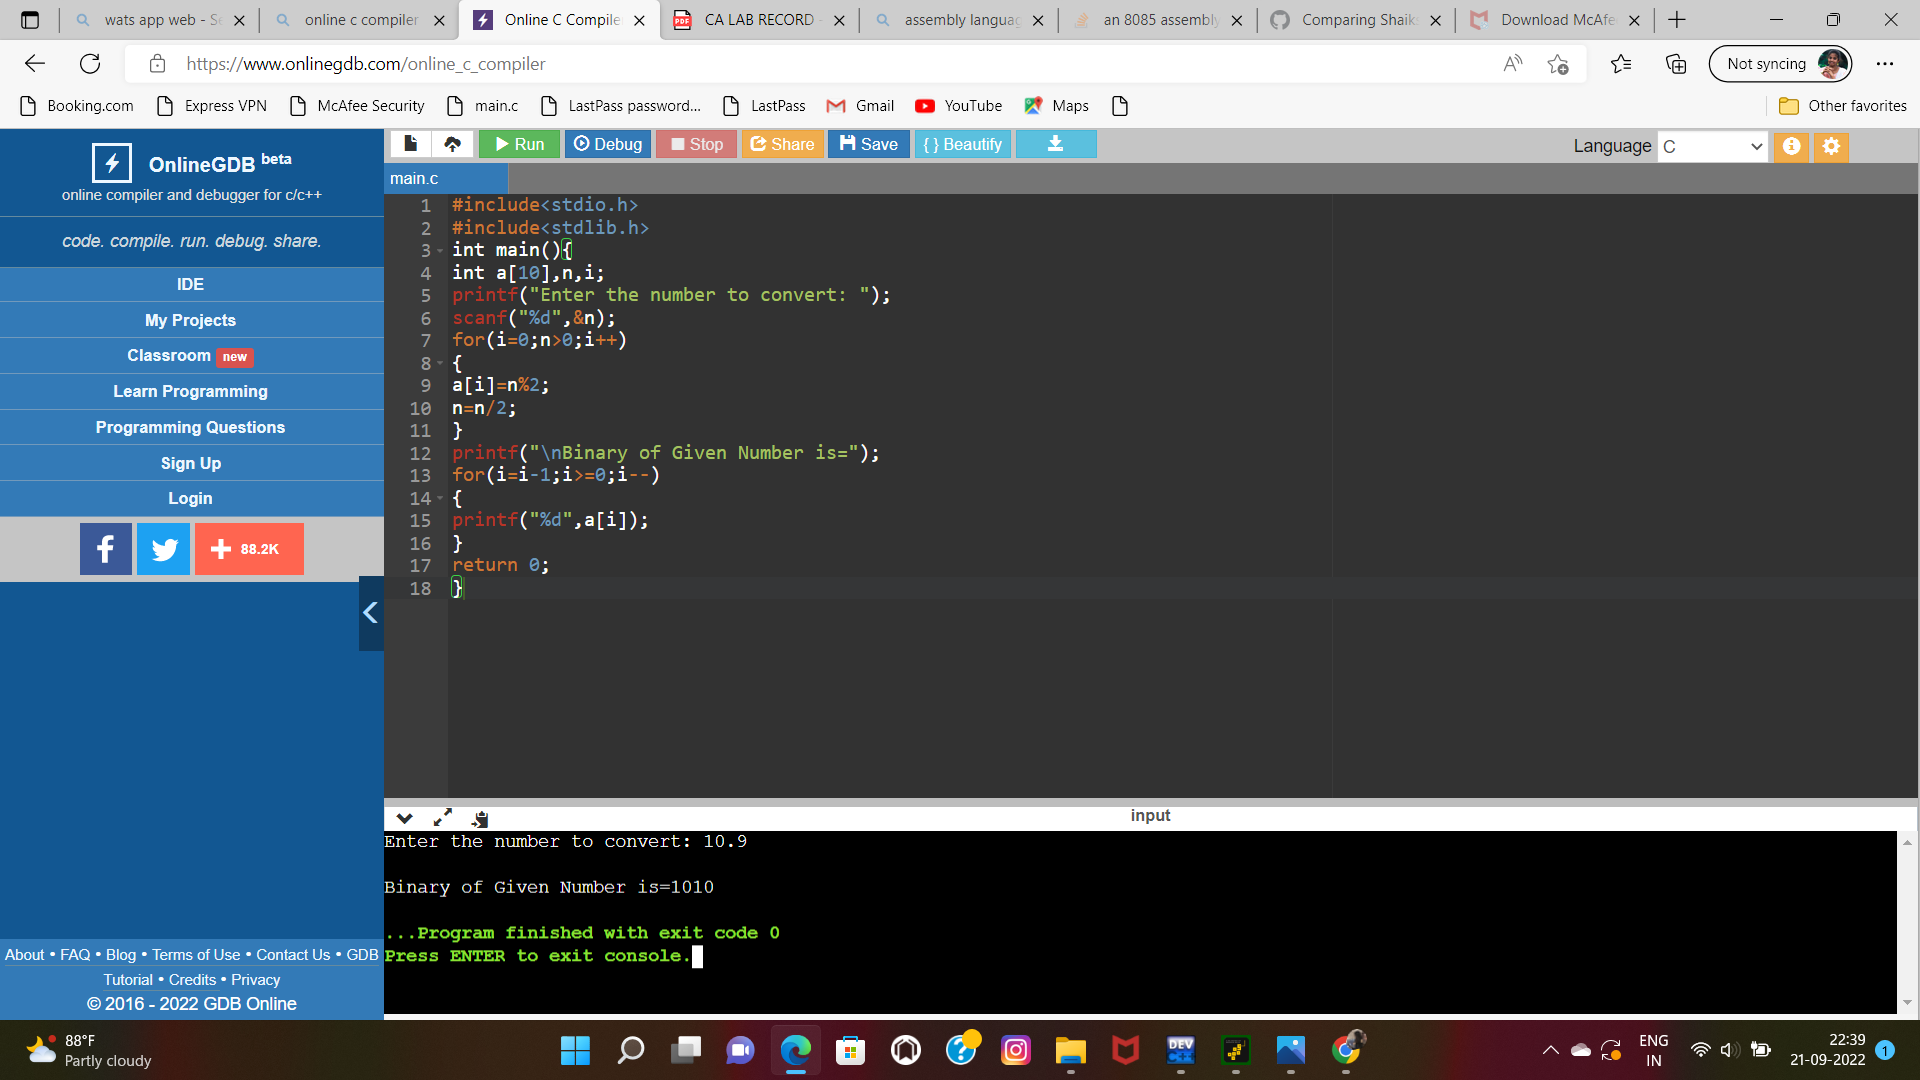 wats app web - Se
online c compiler
Online C Compile
CA LAB RECORD -
assembly languag
an 8085 assembly
Comparing Shaiks
Download McAfe
https://www.onlinegdb.com/online_c_compiler
Not syncing
Booking.com
Express VPN
McAfee Security
main.c
LastPass password...
LastPass
Gmail
YouTube
Maps
Other favorites
OnlineGDB beta
online compiler and debugger for c/c++
code. compile. run. debug. share.
IDE
My Projects
Classroom new
Learn Programming
Programming Questions
Sign Up
Login
88.2K
About • FAQ • Blog • Terms of Use • Contact Us • GDB
Tutorial • Credits • Privacy
© 2016 - 2022 GDB Online
Run
Debug
Stop
Share
Save
{ } Beautify
Language C
main.c
1 #include<stdio.h>
2 #include<stdlib.h>
3 int main(){
4 int a[10],n,i;
5 printf("Enter the number to convert: ");
6 scanf("%d",&n);
7 for(i=0;n>0;i++)
8 {
9 a[i]=n%2;
10 n=n/2;
11 }
12 printf("\nBinary of Given Number is=");
13 for(i=i-1;i>=0;i--)
14 {
15 printf("%d",a[i]);
16 }
17 return 0;
18 }
input
Enter the number to convert: 10.9
Binary of Given Number is=1010
...Program finished with exit code 0
Press ENTER to exit console.
88°F
Partly cloudy
DEV
C++
ENG
IN
22:39
21-09-2022
1